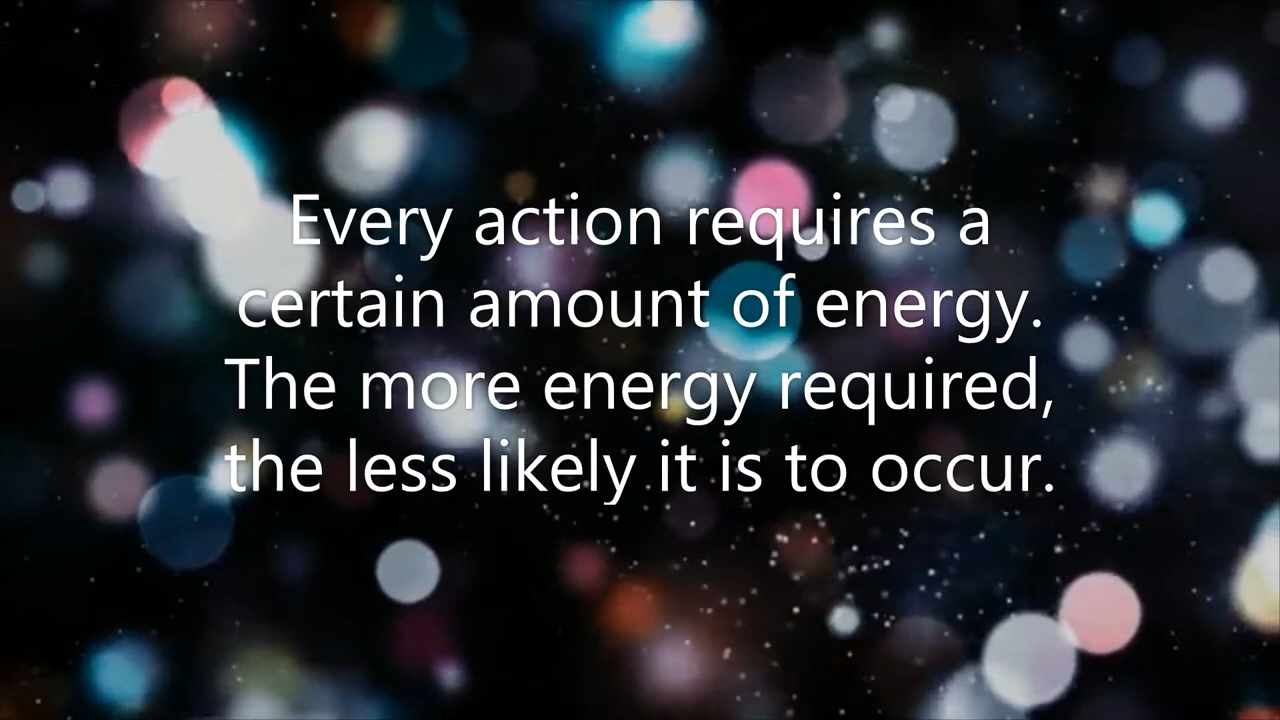 Every action requires a
certain amount of energy.
The more energy required,
the less likely it is to occur.